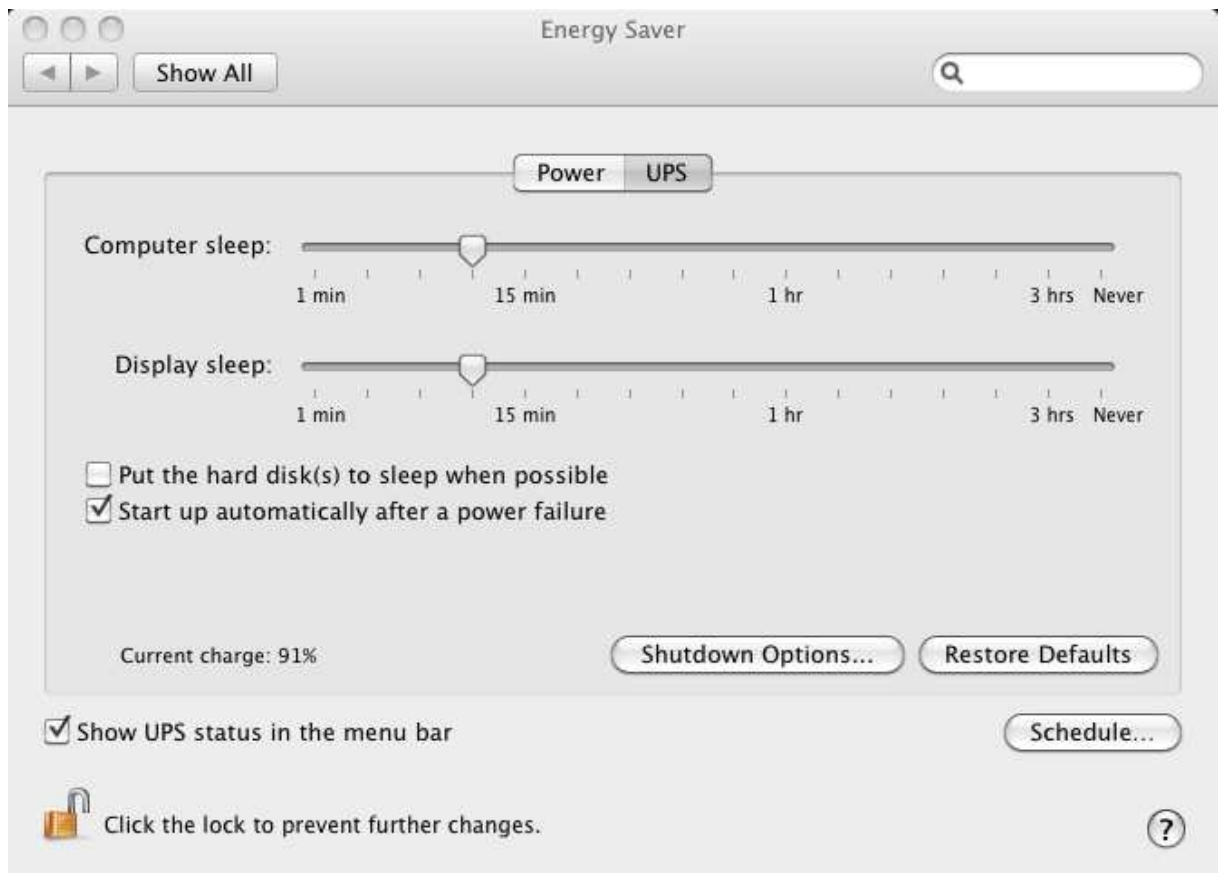 Energy Saver
Show All
Power UPS
Computer sleep:
1 min 15 min 1 hr 3 hrs Never
Display sleep:
1 min 15 min 1 hr 3 hrs Never
Put the hard disk(s) to sleep when possible
Start up automatically after a power failure
Current charge: 91% Shutdown Options... Restore Defaults
Show UPS status in the menu bar Schedule...
Click the lock to prevent further changes. ?